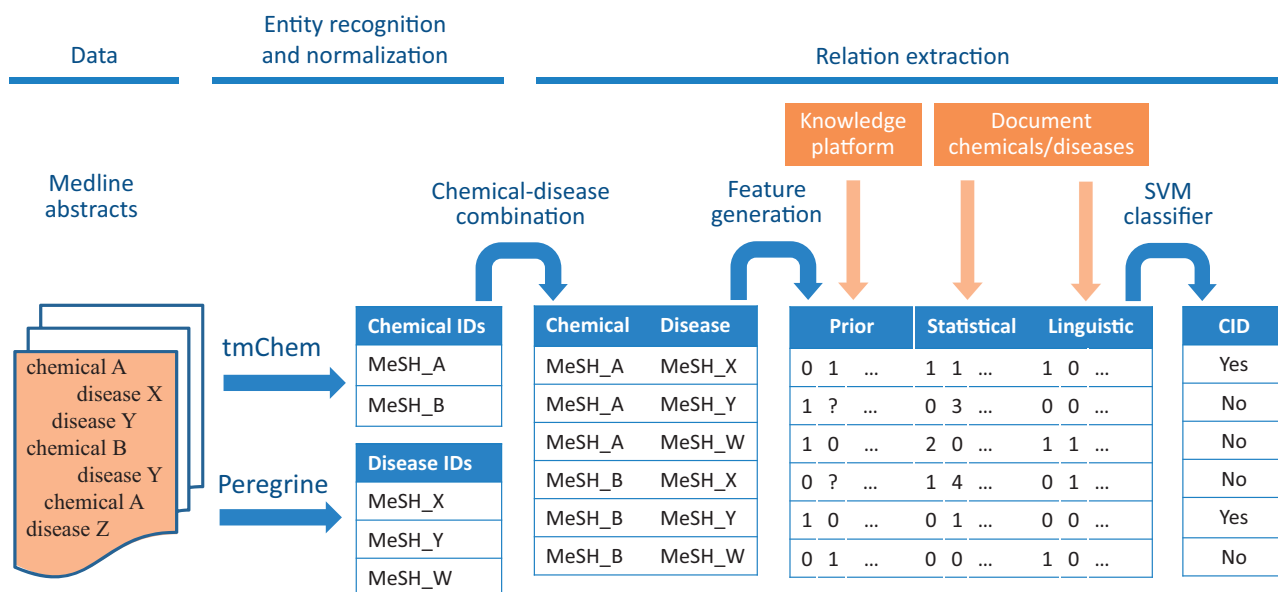 Data
Entity recognition
and normalization
Relation extraction
Knowledge
platform
Document
chemicals/diseases
Medline
abstracts
Chemical-disease
combination
Feature
generation
SVM
classifier
chemical A
disease X
disease Y
chemical B
disease Y
chemical A
disease Z
tmChem
Peregrine
Chemical IDs
MeSH_A
MeSH_B
Disease IDs
MeSH_X
MeSH_Y
MeSH_W
Chemical Disease
MeSH_A MeSH_X
MeSH_A MeSH_Y
MeSH_A MeSH_W
MeSH_B MeSH_X
MeSH_B MeSH_Y
MeSH_B MeSH_W
Prior Statistical Linguistic
0 1 ... 1 1 ... 1 0 ...
1 ? ... 0 3 ... 0 0 ...
1 0 ... 2 0 ... 1 1 ...
0 ? ... 1 4 ... 0 1 ...
1 0 ... 0 1 ... 0 0 ...
0 1 ... 0 0 ... 1 0 ...
CID
Yes
No
No
No
Yes
No